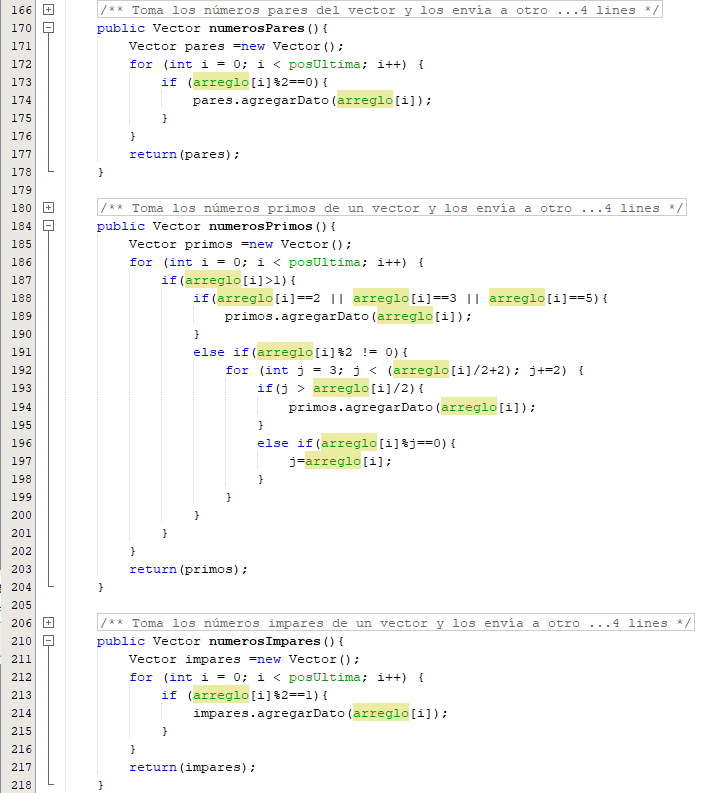 166 /** Toma los números pares del vector y los envía a otro ...4 lines */
170 public Vector numerosPares(){
171 Vector pares =new Vector();
172 for (int i = 0; i < posUltima; i++) {
173 if (arreglo[i]%2==0){
174 pares.agregarDato(arreglo[i]);
175 }
176 }
177 return(pares);
178 }
179
180 /** Toma los números primos de un vector y los envía a otro ...4 lines */
184 public Vector numerosPrimos(){
185 Vector primos =new Vector();
186 for (int i = 0; i < posUltima; i++) {
187 if(arreglo[i]>1){
188 if(arreglo[i]==2 || arreglo[i]==3 || arreglo[i]==5){
189 primos.agregarDato(arreglo[i]);
190 }
191 else if(arreglo[i]%2 != 0){
192 for (int j = 3; j < (arreglo[i]/2+2); j+=2) {
193 if(j > arreglo[i]/2){
194 primos.agregarDato(arreglo[i]);
195 }
196 else if(arreglo[i]%j==0){
197 j=arreglo[i];
198 }
199 }
200 }
201 }
202 }
203 return(primos);
204 }
205
206 /** Toma los números impares de un vector y los envía a otro ...4 lines */
210 public Vector numerosImpares(){
211 Vector impares =new Vector();
212 for (int i = 0; i < posUltima; i++) {
213 if (arreglo[i]%2==1){
214 impares.agregarDato(arreglo[i]);
215 }
216 }
217 return(impares);
218 }